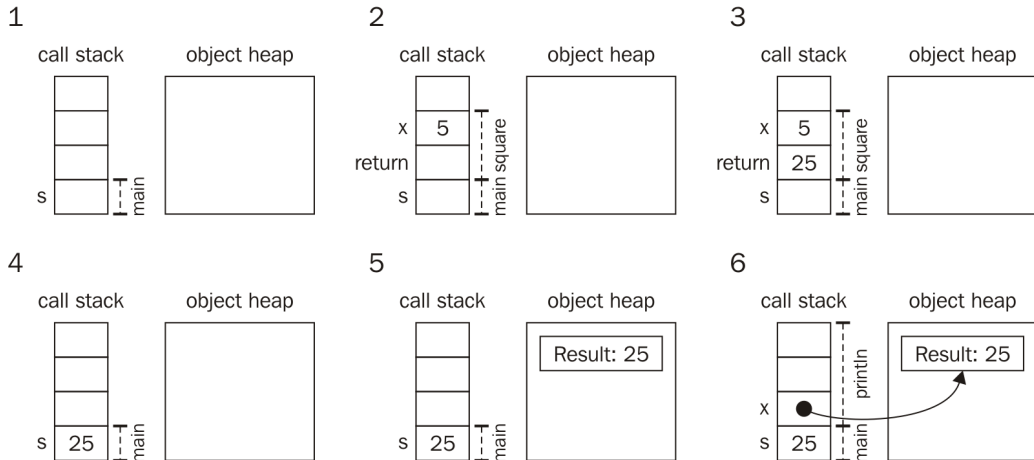 1
call stack
object heap
s
main
2
call stack
object heap
x
5
return
s
square
main
3
call stack
object heap
x
5
return
25
s
square
main
4
call stack
object heap
s
25
main
5
call stack
object heap
Result: 25
s
25
main
6
call stack
object heap
Result: 25
println
x
s
25
main